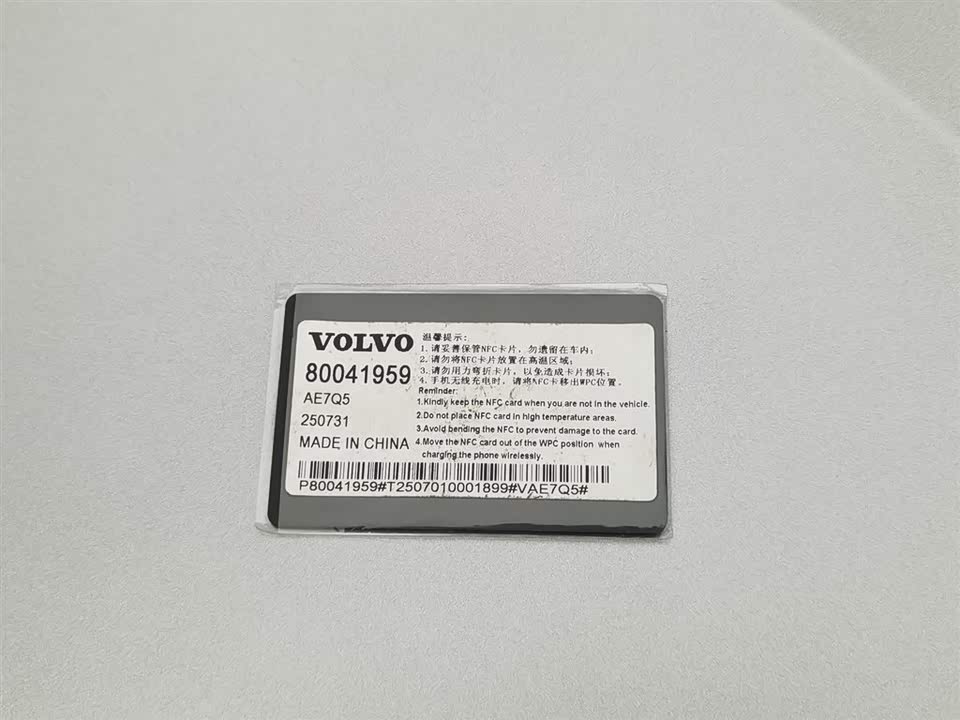 VOLVO
80041959
AE7Q5
250731
MADE IN CHINA
温馨提示:
1.请妥善保管NFC卡片，勿遗留在车内;
2.请勿将NFC卡片放置在高温区域;
3.请勿用力弯折卡片，以免造成卡片损坏;
4.手机无线充电时，请将NFC卡移出WPC位置.
Reminder:
1.Kindly keep the NFC card when you are not in the vehicle.
2.Do not place NFC card in high temperature areas.
3.Avoid bending the NFC to prevent damage to the card.
4.Move the NFC card out of the WPC position when
charging the phone wirelessly.
P80041959#T2507010001899#VAE7Q5#